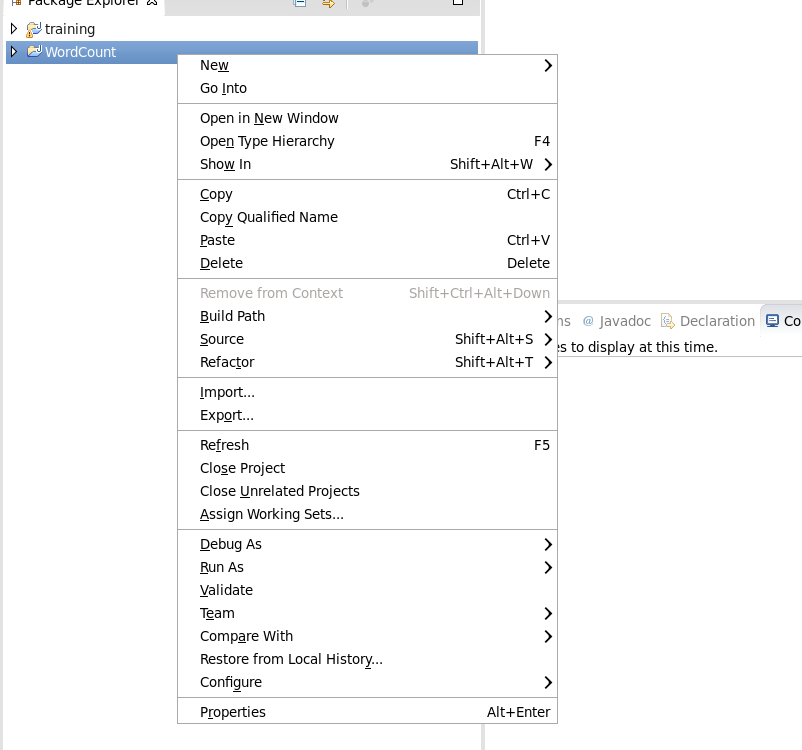 Package Explorer
training
WordCount
New
Go Into
Open in New Window
Open Type Hierarchy F4
Show In Shift+Alt+W
Copy Ctrl+C
Copy Qualified Name
Paste Ctrl+V
Delete Delete
Remove from Context Shift+Ctrl+Alt+Down
Build Path
Source Shift+Alt+S
Refactor Shift+Alt+T
Import...
Export...
Refresh F5
Close Project
Close Unrelated Projects
Assign Working Sets...
Debug As
Run As
Validate
Team
Compare With
Restore from Local History...
Configure
Properties Alt+Enter
ns @ Javadoc Declaration Co
es to display at this time.